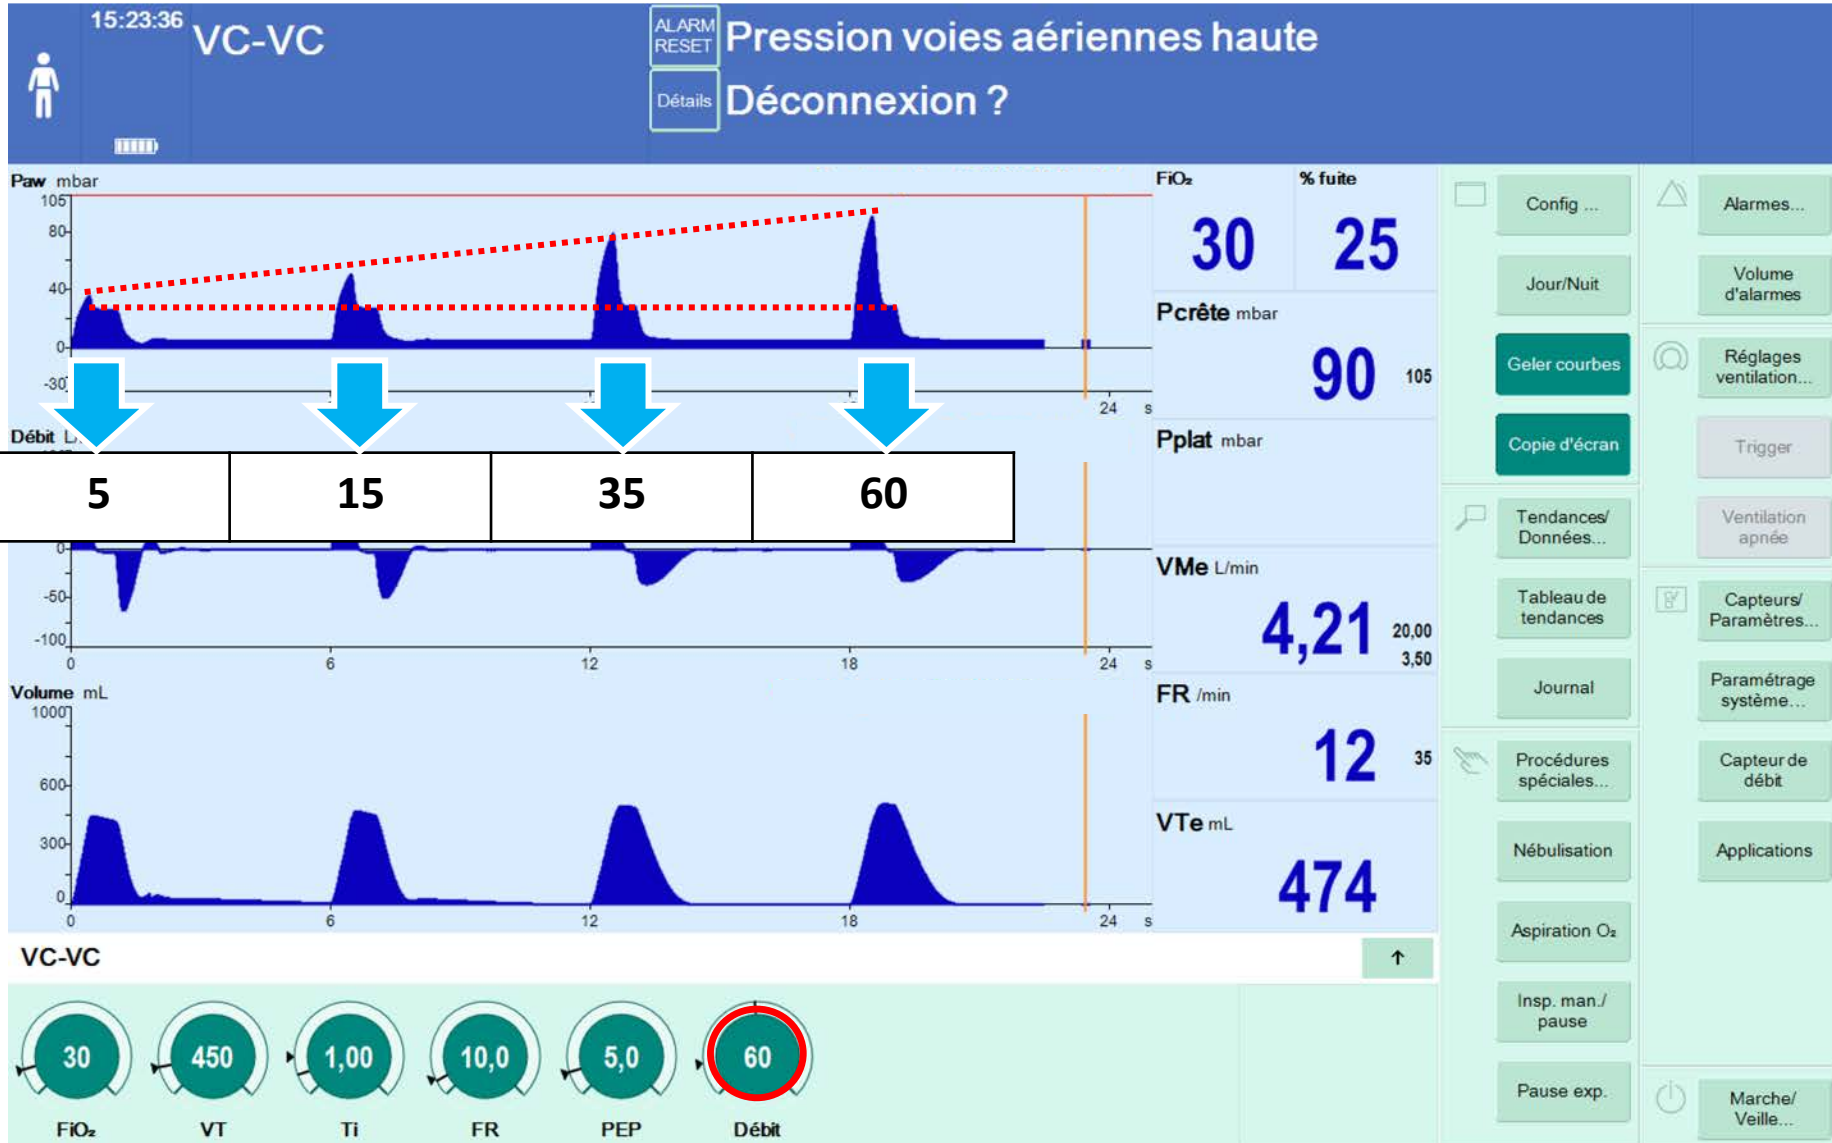 15:23:36
VC-VC
ALARM
RESET
Pression voies aériennes haute
Détails
Déconnexion ?
Paw mbar
105
80
40
0
-30
24 s
Débit
5
15
35
60
0
-50
-100
0
6
12
18
24 s
Volume mL
1000
600
300
0
0
6
12
18
24 s
FiO₂
30
% fuite
25
Pcrête mbar
90
105
Pplat mbar
VMe L/min
4,21
20,00
3,50
FR /min
12
35
VTe mL
474
Config ...
Jour/Nuit
Geler courbes
Copie d'écran
Tendances/
Données...
Tableau de
tendances
Journal
Procédures
spéciales...
Nébulisation
Aspiration O₂
Insp. man./
pause
Pause exp.
Alarmes...
Volume
d'alarmes
Réglages
ventilation...
Trigger
Ventilation
apnée
Capteurs/
Paramètres...
Paramétrage
système...
Capteur de
débit
Applications
Marche/
Veille...
VC-VC
↑
30
450
1,00
10,0
5,0
60
FiO₂
VT
Ti
FR
PEP
Débit